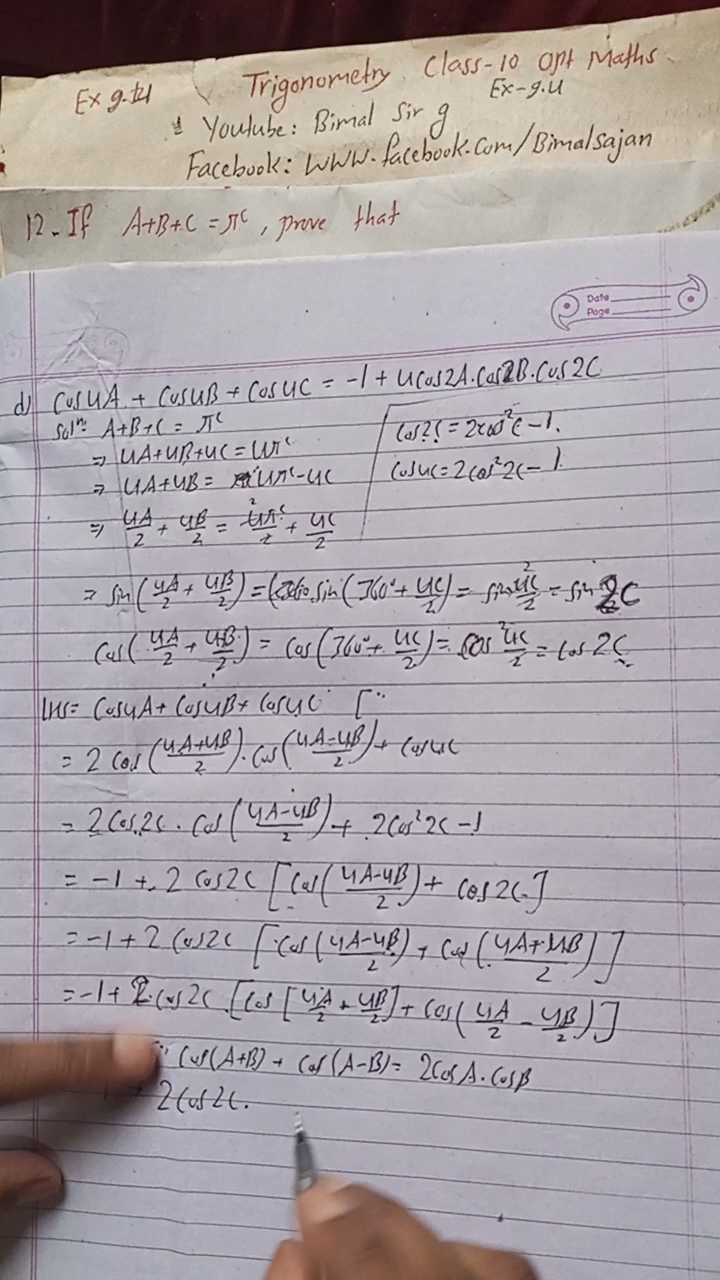 Ex 9.4 Trigonometry Class-10 Opt Maths
Ex-9.4
Youtube: Bimal Sir g
Facebook: WWW.facebook.Com/Bimalsajan
12. If A+B+C = πᶜ, prove that
Date
Page
d) Cos4A + Cos4B + Cos4C = -1 + 4Cos2A.Cos2B.Cos2C
Solⁿ: A+B+C = πᶜ
⇒ 4A+4B+4C = 4πᶜ
⇒ 4A+4B = 4πᶜ-4C
⇒ 4A/2 + 4B/2 = 4πᶜ/2 + 4C/2
Cos2C = 2cos²C - 1.
Cos4C = 2Cos²2C - 1.
⇒ Sin(4A/2 + 4B/2) = Sin(360° + 4C/2) = Sin 4C/2 = Sin 2C
Cos(4A/2 + 4B/2) = Cos(360° + 4C/2) = Cos 4C/2 = Cos 2C
LHS = Cos4A + Cos4B + Cos4C [∵
= 2 Cos(4A+4B/2).Cos(4A-4B/2) + Cos4C
= 2Cos2C . Cos(4A-4B/2) + 2Cos²2C - 1
= -1 + 2 Cos2C [Cos(4A-4B/2) + Cos2C]
= -1 + 2 Cos2C [Cos(4A-4B/2) + Cos(4A+4B/2)]
= -1 + 2.Cos2C [Cos[4A/2 + 4B/2] + Cos(4A/2 - 4B/2)]
∵ Cos(A+B) + Cos(A-B) = 2CosA.CosB
2Cos2C.